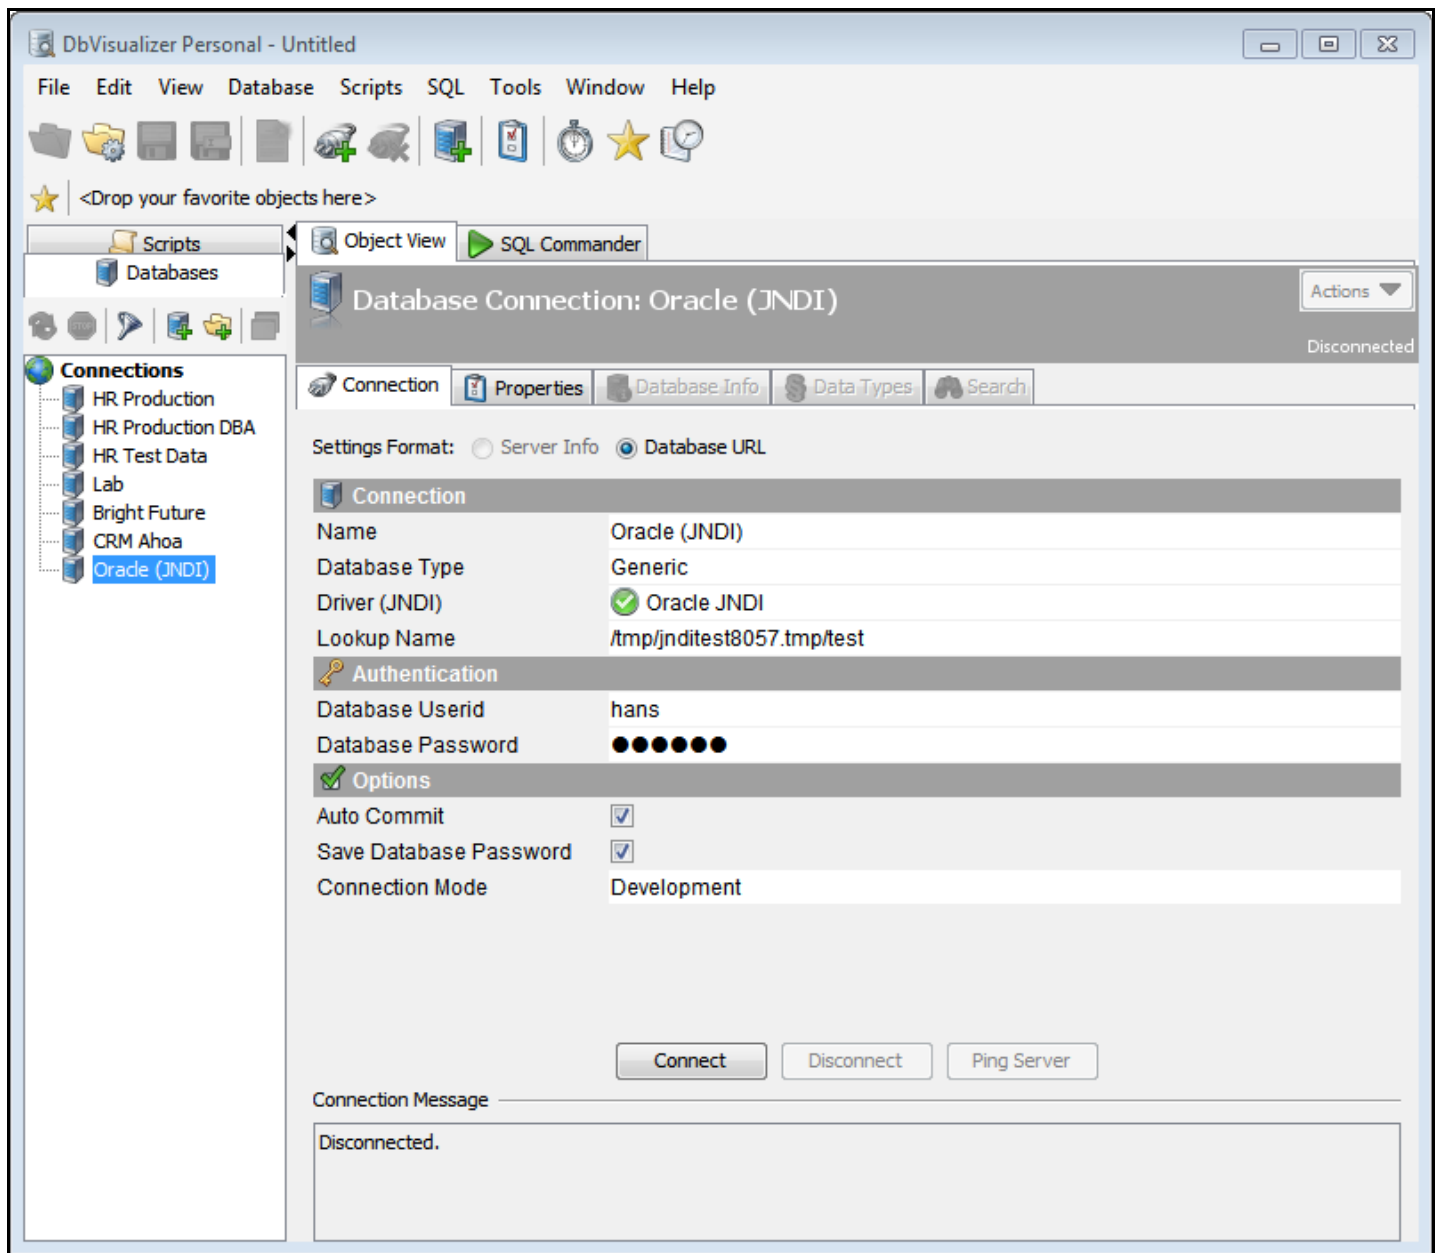 DbVisualizer Personal - Untitled
File Edit View Database Scripts SQL Tools Window Help
<Drop your favorite objects here>
Scripts
Databases
STOP
Connections
HR Production
HR Production DBA
HR Test Data
Lab
Bright Future
CRM Ahoa
Oracle (JNDI)
Object View SQL Commander
Database Connection: Oracle (JNDI)
Actions
Disconnected
Connection Properties Database Info Data Types Search
Settings Format: Server Info Database URL
Connection
Name Oracle (JNDI)
Database Type Generic
Driver (JNDI) Oracle JNDI
Lookup Name /tmp/jnditest8057.tmp/test
Authentication
Database Userid hans
Database Password ●●●●●●
Options
Auto Commit
Save Database Password
Connection Mode Development
Connect Disconnect Ping Server
Connection Message
Disconnected.